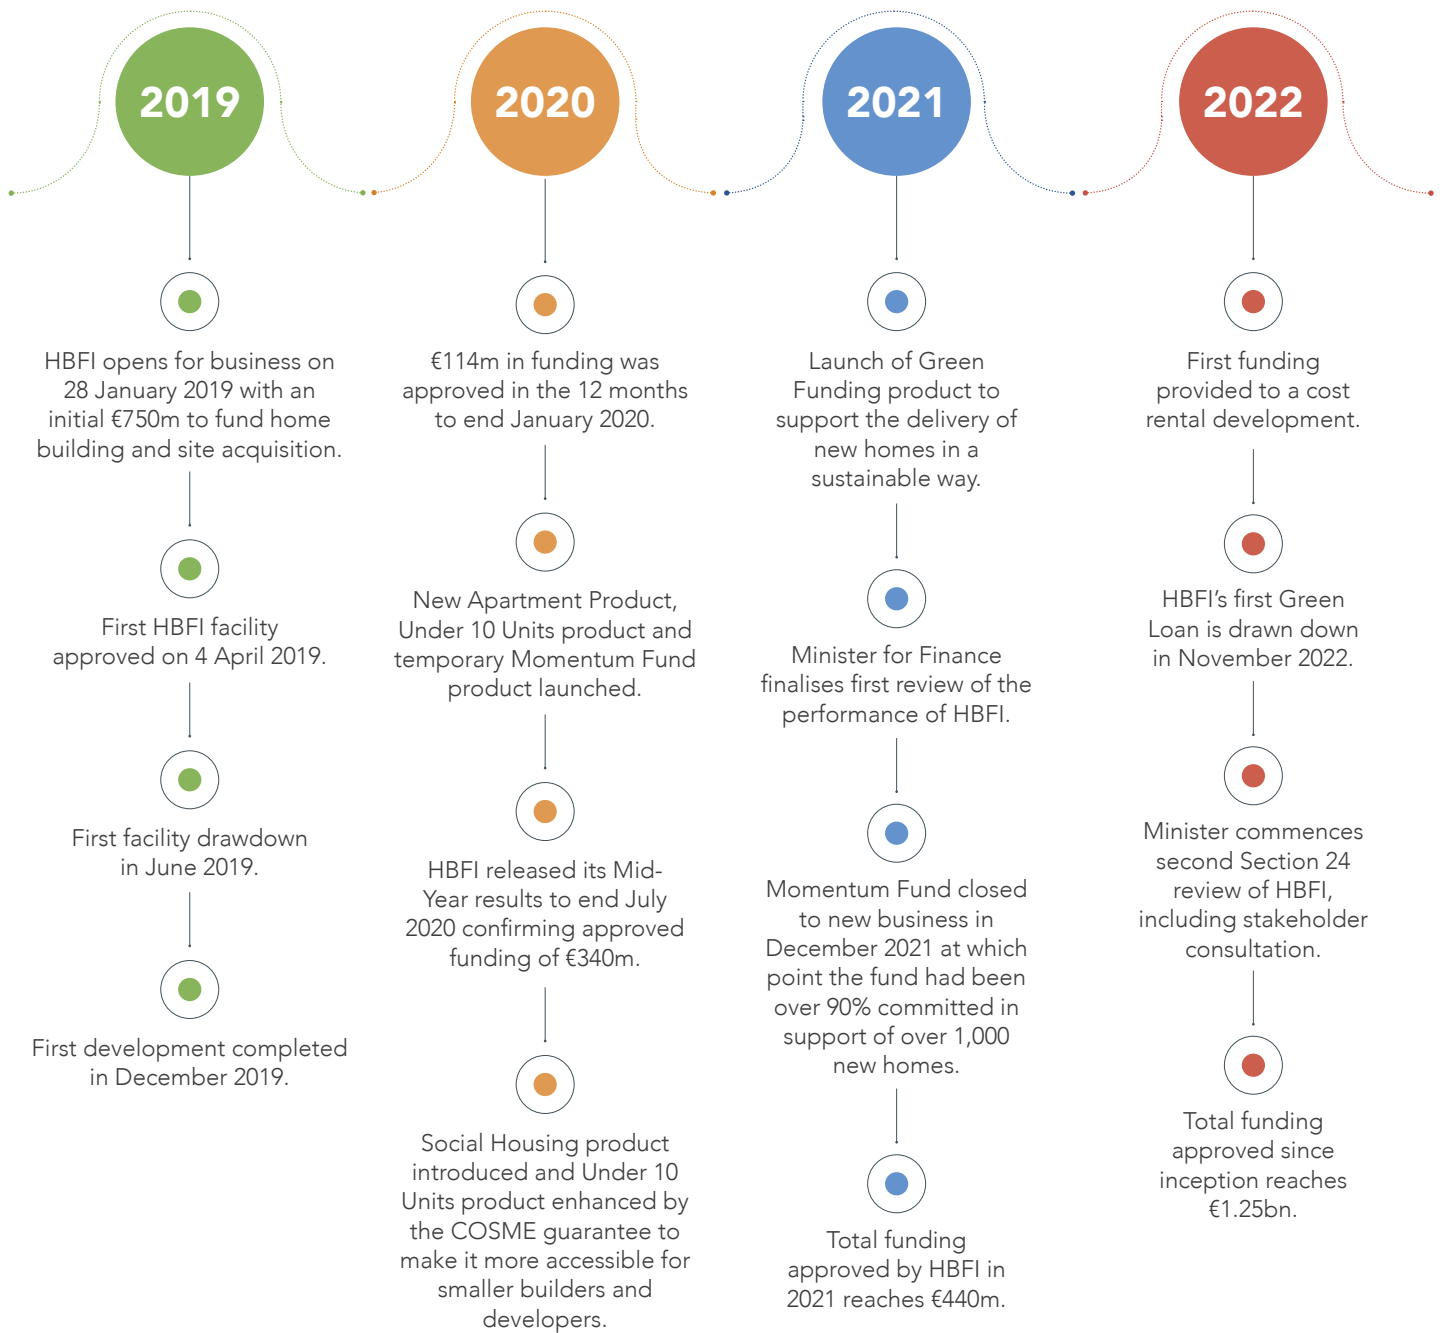 2019
HBFI opens for business on
28 January 2019 with an
initial €750m to fund home
building and site acquisition.
First HBFI facility
approved on 4 April 2019.
First facility drawdown
in June 2019.
First development completed
in December 2019.
2020
€114m in funding was
approved in the 12 months
to end January 2020.
New Apartment Product,
Under 10 Units product and
temporary Momentum Fund
product launched.
HBFI released its Mid-
Year results to end July
2020 confirming approved
funding of €340m.
Social Housing product
introduced and Under 10
Units product enhanced by
the COSME guarantee to
make it more accessible for
smaller builders and
developers.
2021
Launch of Green
Funding product to
support the delivery of
new homes in a
sustainable way.
Minister for Finance
finalises first review of the
performance of HBFI.
Momentum Fund closed
to new business in
December 2021 at which
point the fund had been
over 90% committed in
support of over 1,000
new homes.
Total funding
approved by HBFI in
2021 reaches €440m.
2022
First funding
provided to a cost
rental development.
HBFI’s first Green
Loan is drawn down
in November 2022.
Minister commences
second Section 24
review of HBFI,
including stakeholder
consultation.
Total funding
approved since
inception reaches
€1.25bn.